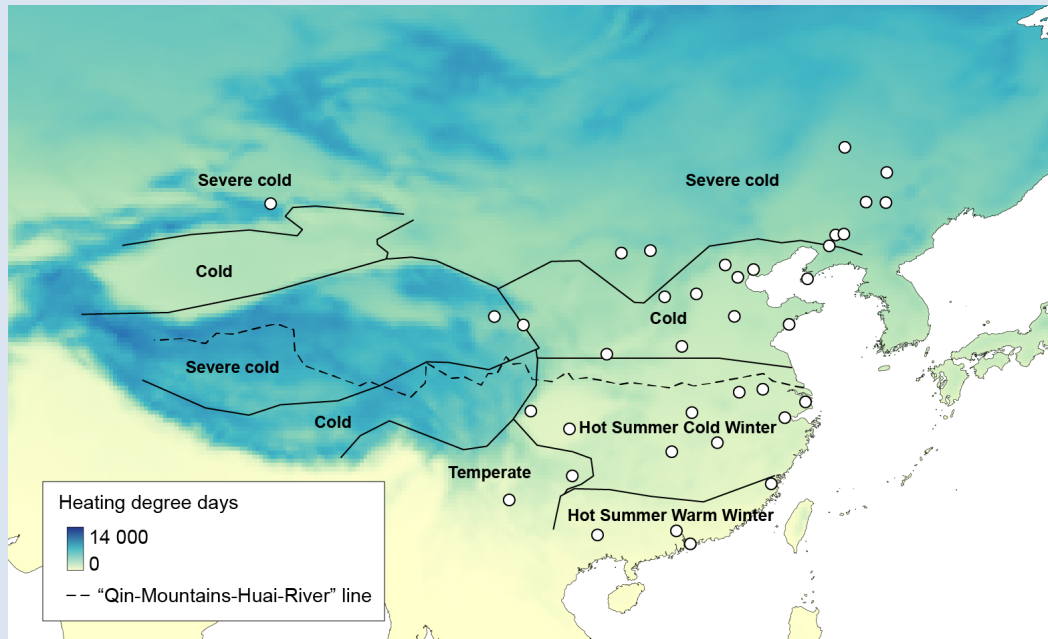 Severe cold
Severe cold
Cold
Cold
Severe cold
Cold
Hot Summer Cold Winter
Temperate
Hot Summer Warm Winter
Heating degree days
14 000
0
“Qin-Mountains-Huai-River” line